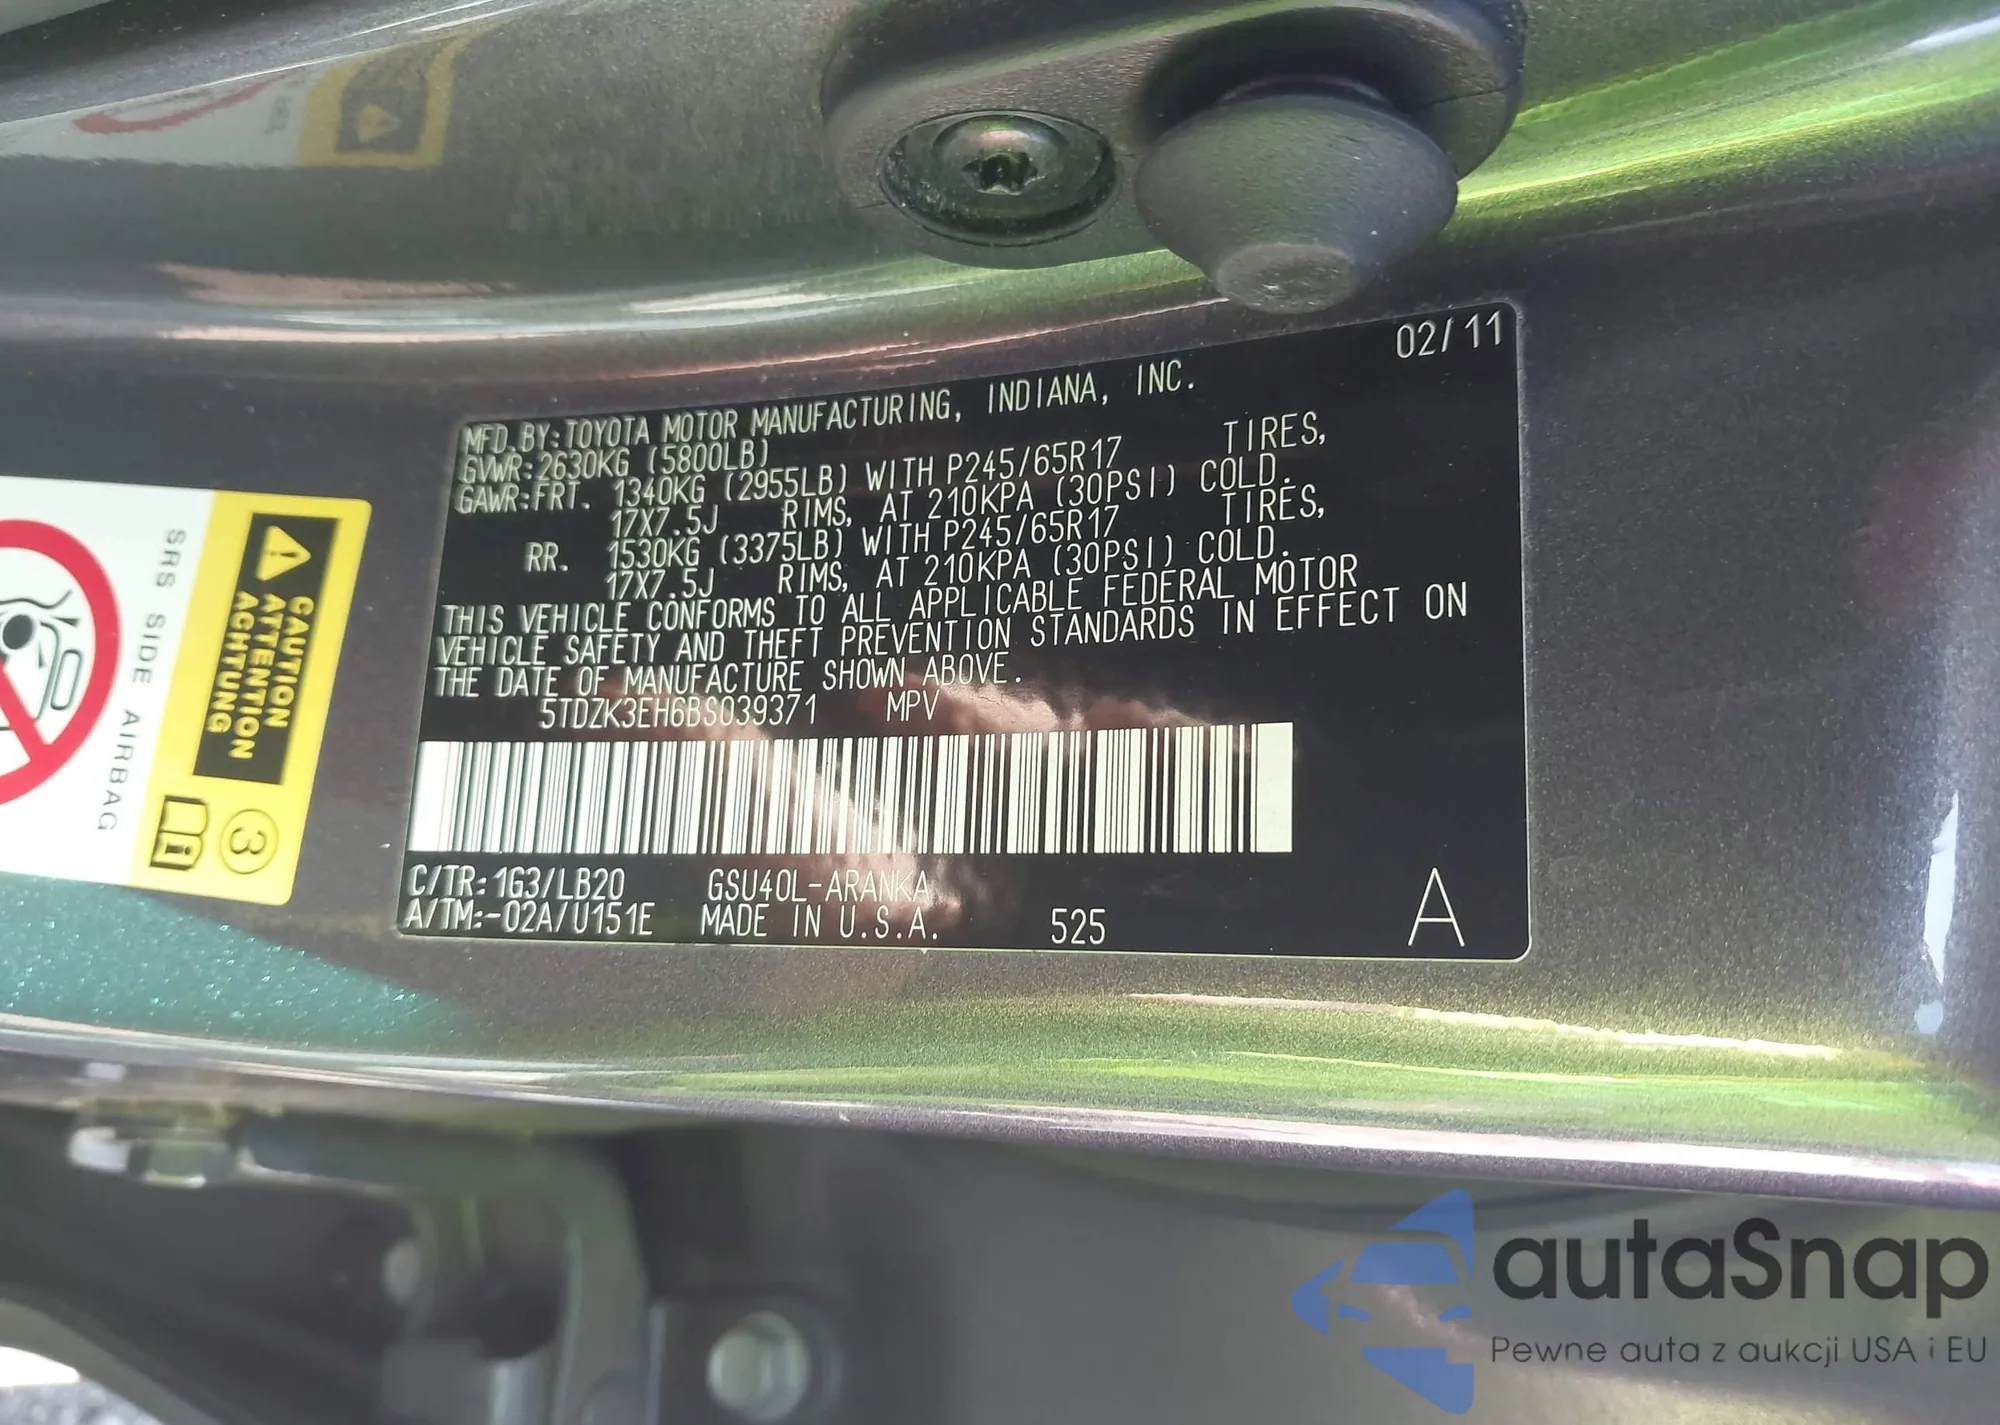 02/11
MFD.BY:TOYOTA MOTOR MANUFACTURING, INDIANA, INC.
GVWR:2630KG (5800LB)
GAWR:FRT. 1340KG (2955LB) WITH P245/65R17 TIRES,
17X7.5J RIMS, AT 210KPA (30PSI) COLD.
RR. 1530KG (3375LB) WITH P245/65R17 TIRES,
17X7.5J RIMS, AT 210KPA (30PSI) COLD.
THIS VEHICLE CONFORMS TO ALL APPLICABLE FEDERAL MOTOR
VEHICLE SAFETY AND THEFT PREVENTION STANDARDS IN EFFECT ON
THE DATE OF MANUFACTURE SHOWN ABOVE.
5TDZK3EH6BS039371 MPV
C/TR:1G3/LB20 GSU40L-ARANKA
A/TM:-02A/U151E MADE IN U.S.A. 525 A
CAUTION
ATTENTION
ACHTUNG
3
i
SRS SIDE AIRBAG
autaSnap
Pewne auta z aukcji USA i EU